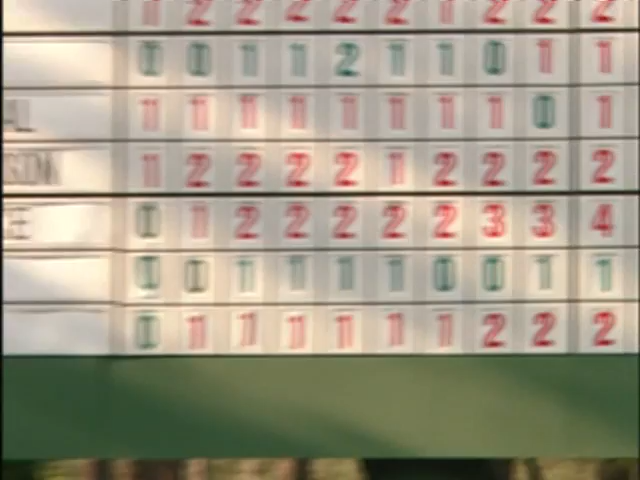 1 2 2 2 2 2 1 2 2 2
0 0 1 1 2 1 1 0 1 1
AL 1 1 1 1 1 1 1 1 0 1
SON 1 2 2 2 2 1 2 2 2 2
CE 0 1 2 2 2 2 2 3 3 4
0 0 1 1 1 1 0 0 1 1
0 1 1 1 1 1 1 2 2 2